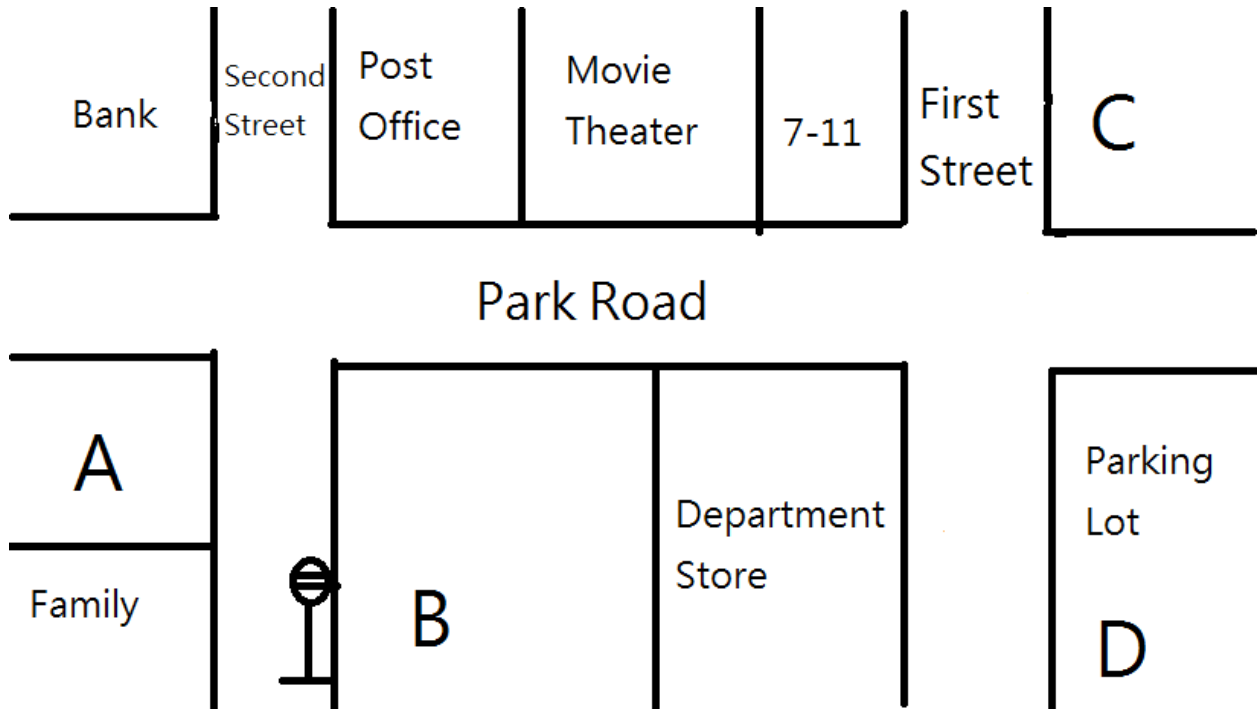 Bank
Second
Street
Post
Office
Movie
Theater
7-11
First
Street
C
Park Road
A
Family
B
Department
Store
Parking
Lot
D